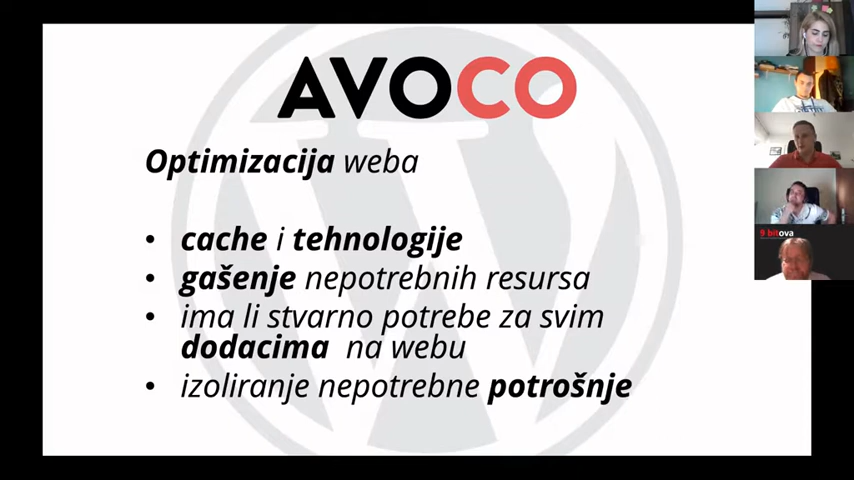 AVOCO
Optimizacija weba
• cache i tehnologije
• gašenje nepotrebnih resursa
• ima li stvarno potrebe za svim
dodacima na webu
• izoliranje nepotrebne potrošnje
9 bitova